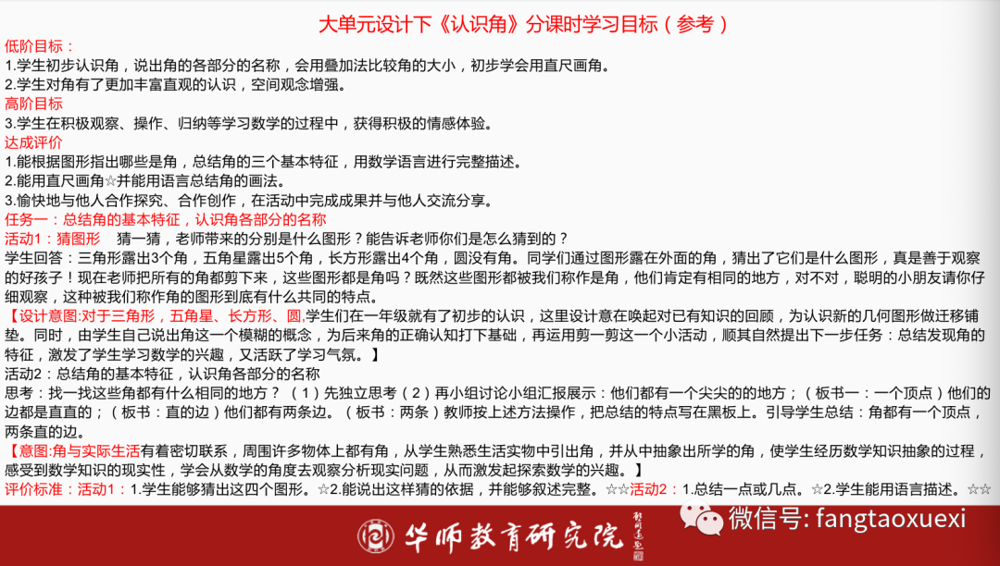 大单元设计下《认识角》分课时学习目标（参考）
低阶目标：
1.学生初步认识角，说出角的各部分的名称，会用叠加法比较角的大小，初步学会用直尺画角。
2.学生对角有了更加丰富直观的认识，空间观念增强。
高阶目标
3.学生在积极观察、操作、归纳等学习数学的过程中，获得积极的情感体验。
达成评价
1.能根据图形指出哪些是角，总结角的三个基本特征，用数学语言进行完整描述。
2.能用直尺画角☆并能用语言总结角的画法。
3.愉快地与他人合作探究、合作创作，在活动中完成成果并与他人交流分享。
任务一：总结角的基本特征，认识角各部分的名称
活动1：猜图形 猜一猜，老师带来的分别是什么图形？能告诉老师你们是怎么猜到的？
学生回答：三角形露出3个角，五角星露出5个角，长方形露出4个角，圆没有角。同学们通过图形露在外面的角，猜出了它们是什么图形，真是善于观察
的好孩子！现在老师把所有的角都剪下来，这些图形都是角吗？既然这些图形都被我们称作是角，他们肯定有相同的地方，对不对，聪明的小朋友请你仔
细观察，这种被我们称作角的图形到底有什么共同的特点。
【设计意图:对于三角形，五角星、长方形、圆,学生们在一年级就有了初步的认识，这里设计意在唤起对已有知识的回顾，为认识新的几何图形做迁移铺
垫。同时，由学生自己说出角这一个模糊的概念，为后来角的正确认知打下基础，再运用剪一剪这一个小活动，顺其自然提出下一步任务：总结发现角的
特征，激发了学生学习数学的兴趣，又活跃了学习气氛。】
活动2：总结角的基本特征，认识角各部分的名称
思考：找一找这些角都有什么相同的地方？（1）先独立思考（2）再小组讨论小组汇报展示：他们都有一个尖尖的的地方；（板书一：一个顶点）他们的
边都是直直的；（板书：直的边）他们都有两条边。（板书：两条）教师按上述方法操作，把总结的特点写在黑板上。引导学生总结：角都有一个顶点，
两条直的边。
【意图:角与实际生活有着密切联系，周围许多物体上都有角，从学生熟悉生活实物中引出角，并从中抽象出所学的角，使学生经历数学知识抽象的过程，
感受到数学知识的现实性，学会从数学的角度去观察分析现实问题，从而激发起探索数学的兴趣。】
评价标准：活动1：1.学生能够猜出这四个图形。☆2.能说出这样猜的依据，并能够叙述完整。☆☆活动2：1.总结一点或几点。☆2.学生能用语言描述。☆☆
华师教育研究院
微信号: fangtaoxuexi